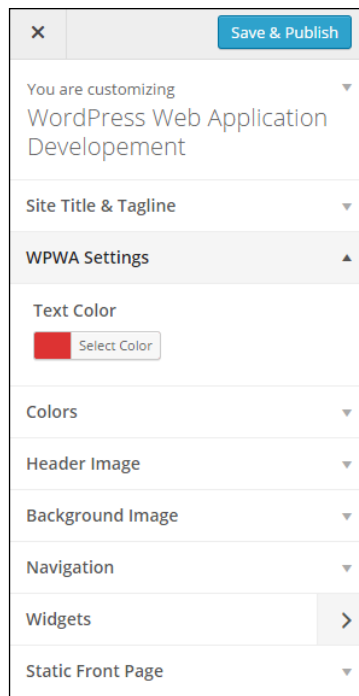 Save & Publish
You are customizing
WordPress Web Application
Developement
Site Title & Tagline
WPWA Settings
Text Color
Select Color
Colors
Header Image
Background Image
Navigation
Widgets
Static Front Page